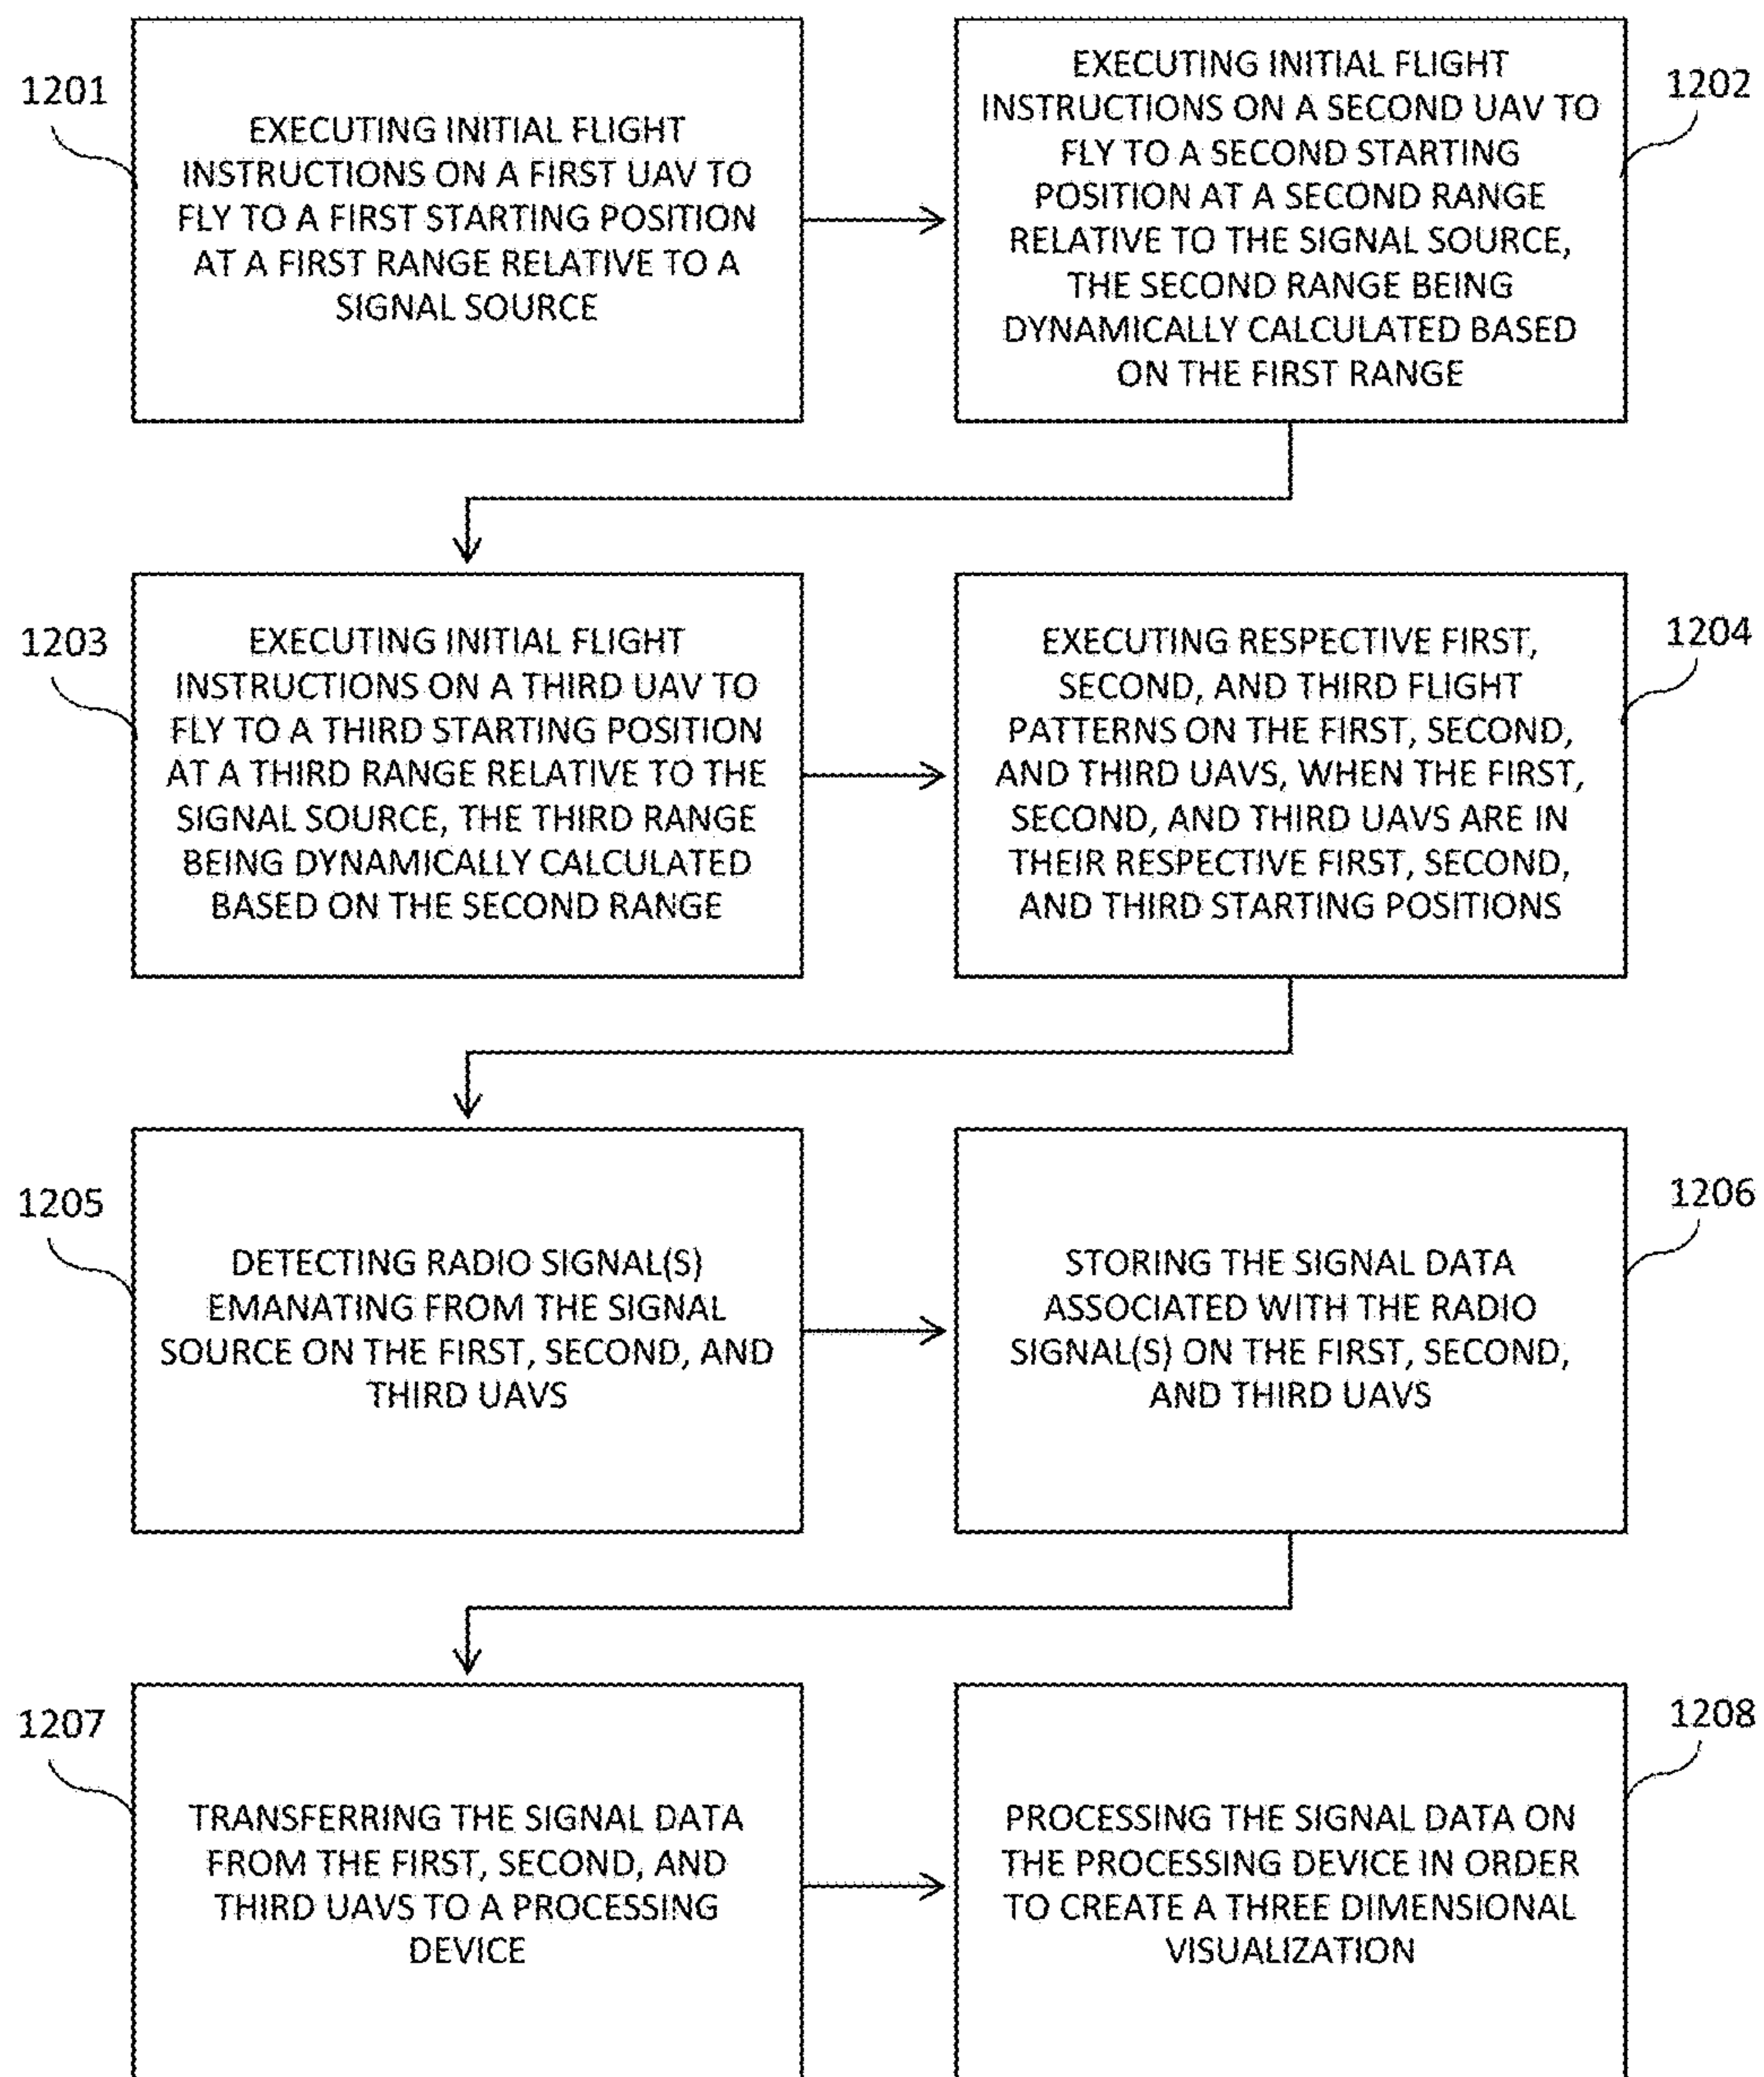 1201
EXECUTING INITIAL FLIGHT
INSTRUCTIONS ON A FIRST UAV TO
FLY TO A FIRST STARTING POSITION
AT A FIRST RANGE RELATIVE TO A
SIGNAL SOURCE
1202
EXECUTING INITIAL FLIGHT
INSTRUCTIONS ON A SECOND UAV TO
FLY TO A SECOND STARTING
POSITION AT A SECOND RANGE
RELATIVE TO THE SIGNAL SOURCE,
THE SECOND RANGE BEING
DYNAMICALLY CALCULATED BASED
ON THE FIRST RANGE
1203
EXECUTING INITIAL FLIGHT
INSTRUCTIONS ON A THIRD UAV TO
FLY TO A THIRD STARTING POSITION
AT A THIRD RANGE RELATIVE TO THE
SIGNAL SOURCE, THE THIRD RANGE
BEING DYNAMICALLY CALCULATED
BASED ON THE SECOND RANGE
1204
EXECUTING RESPECTIVE FIRST,
SECOND, AND THIRD FLIGHT
PATTERNS ON THE FIRST, SECOND,
AND THIRD UAVS, WHEN THE FIRST,
SECOND, AND THIRD UAVS ARE IN
THEIR RESPECTIVE FIRST, SECOND,
AND THIRD STARTING POSITIONS
1205
DETECTING RADIO SIGNAL(S)
EMANATING FROM THE SIGNAL
SOURCE ON THE FIRST, SECOND, AND
THIRD UAVS
1206
STORING THE SIGNAL DATA
ASSOCIATED WITH THE RADIO
SIGNAL(S) ON THE FIRST, SECOND,
AND THIRD UAVS
1207
TRANSFERRING THE SIGNAL DATA
FROM THE FIRST, SECOND, AND
THIRD UAVS TO A PROCESSING
DEVICE
1208
PROCESSING THE SIGNAL DATA ON
THE PROCESSING DEVICE IN ORDER
TO CREATE A THREE DIMENSIONAL
VISUALIZATION